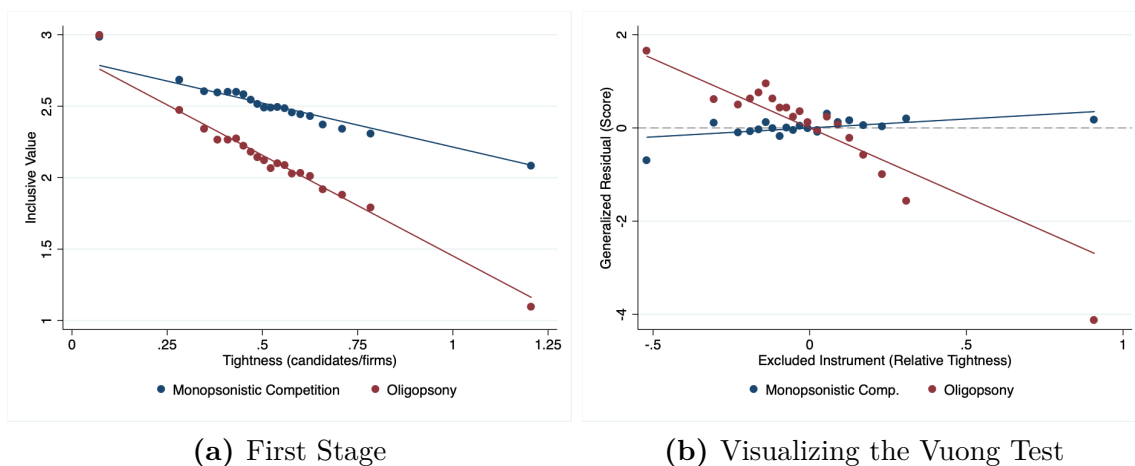 3
2.5
2
1.5
1
Inclusive Value
0
.25
.5
.75
1
1.25
Tightness (candidates/firms)
Monopsonistic Competition
Oligopsony
(a) First Stage
2
0
-2
-4
Generalized Residual (Score)
-.5
0
.5
1
Excluded Instrument (Relative Tightness)
Monopsonistic Comp.
Oligopsony
(b) Visualizing the Vuong Test